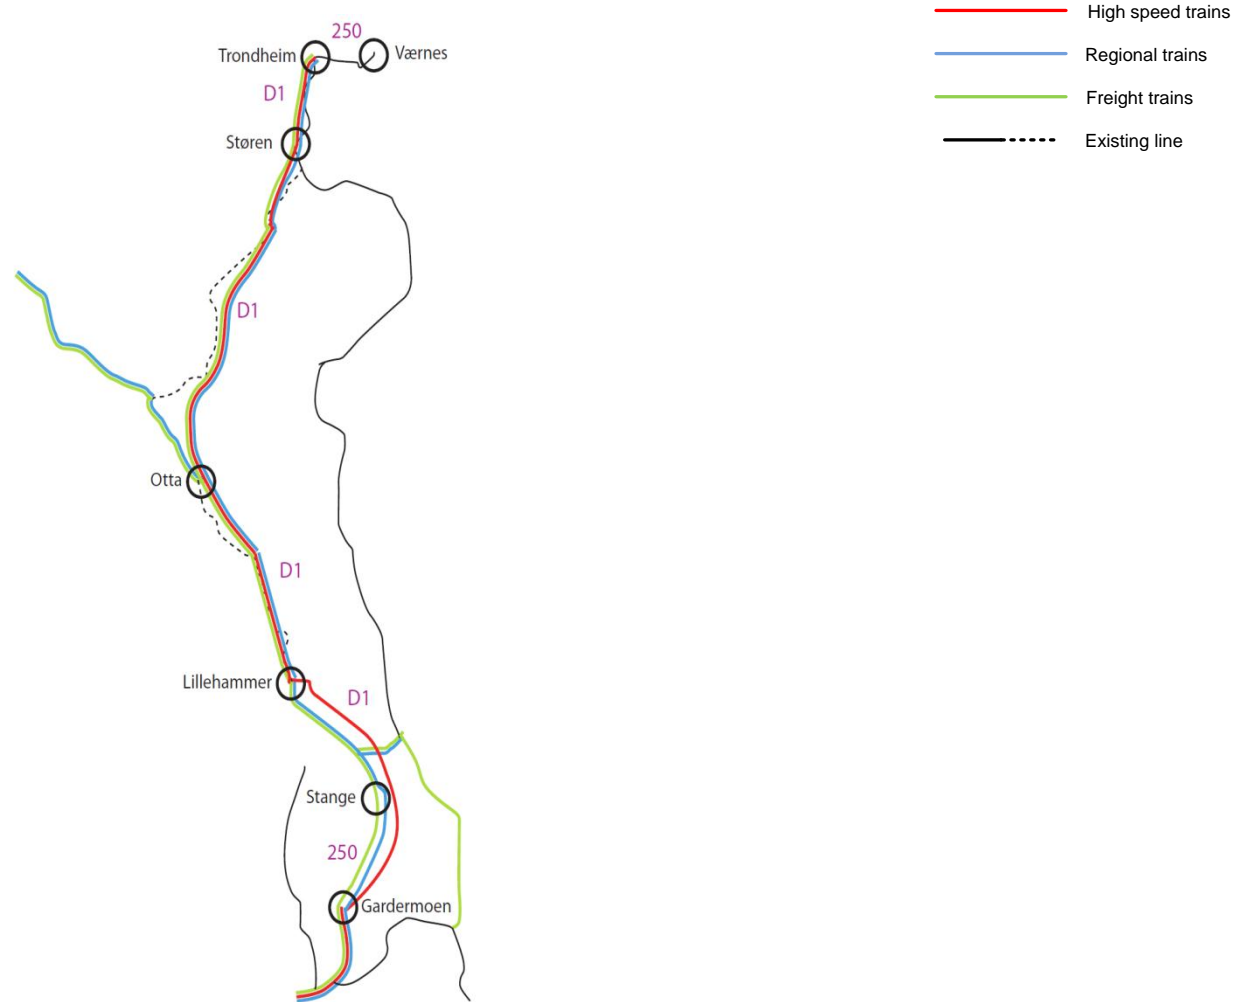 High speed trains
250
Trondheim
Værnes
Regional trains
D1
Freight trains
Støren
Existing line
D1
Otta
D1
Lillehammer
D1
Stange
250
Gardermoen